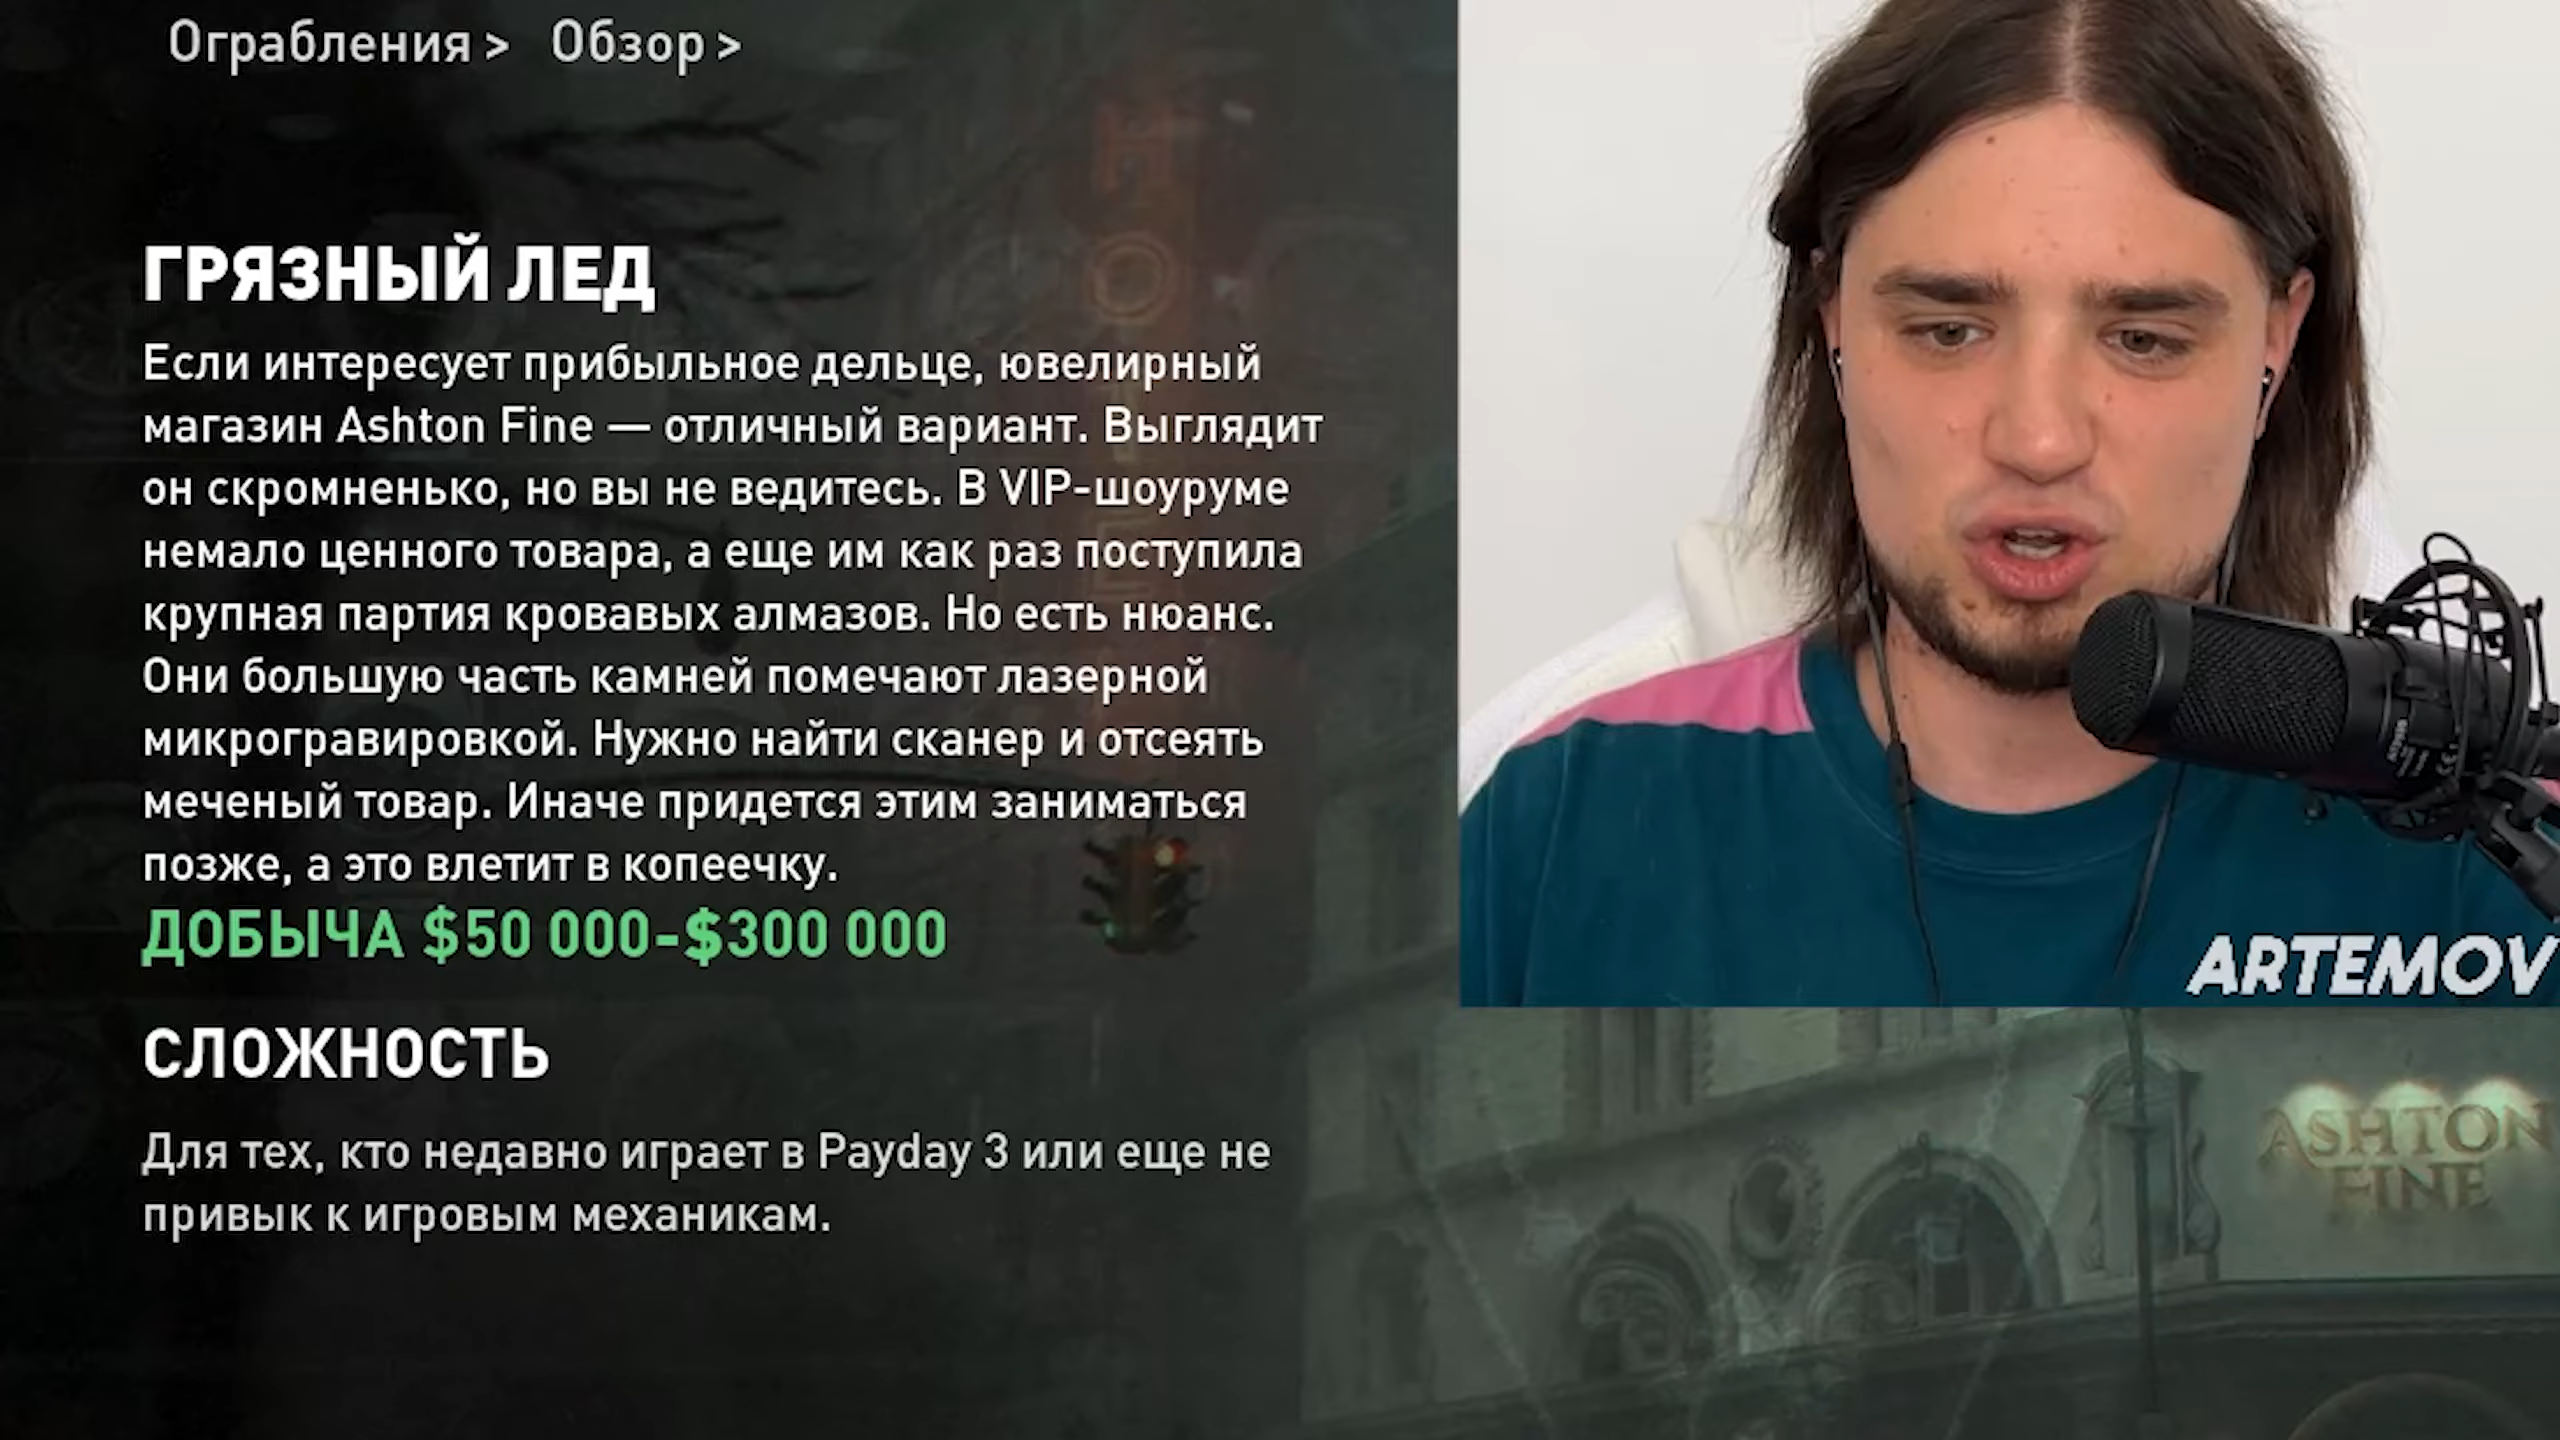 Ограбления > Обзор >
ГРЯЗНЫЙ ЛЕД
Если интересует прибыльное дельце, ювелирный
магазин Ashton Fine — отличный вариант. Выглядит
он скромненько, но вы не ведитесь. В VIP-шоуруме
немало ценного товара, а еще им как раз поступила
крупная партия кровавых алмазов. Но есть нюанс.
Они большую часть камней помечают лазерной
микрогравировкой. Нужно найти сканер и отсеять
меченый товар. Иначе придется этим заниматься
позже, а это влетит в копеечку.
ДОБЫЧА $50 000-$300 000
ARTEMOV
СЛОЖНОСТЬ
Для тех, кто недавно играет в Payday 3 или еще не
привык к игровым механикам.
ASHTON
FINE